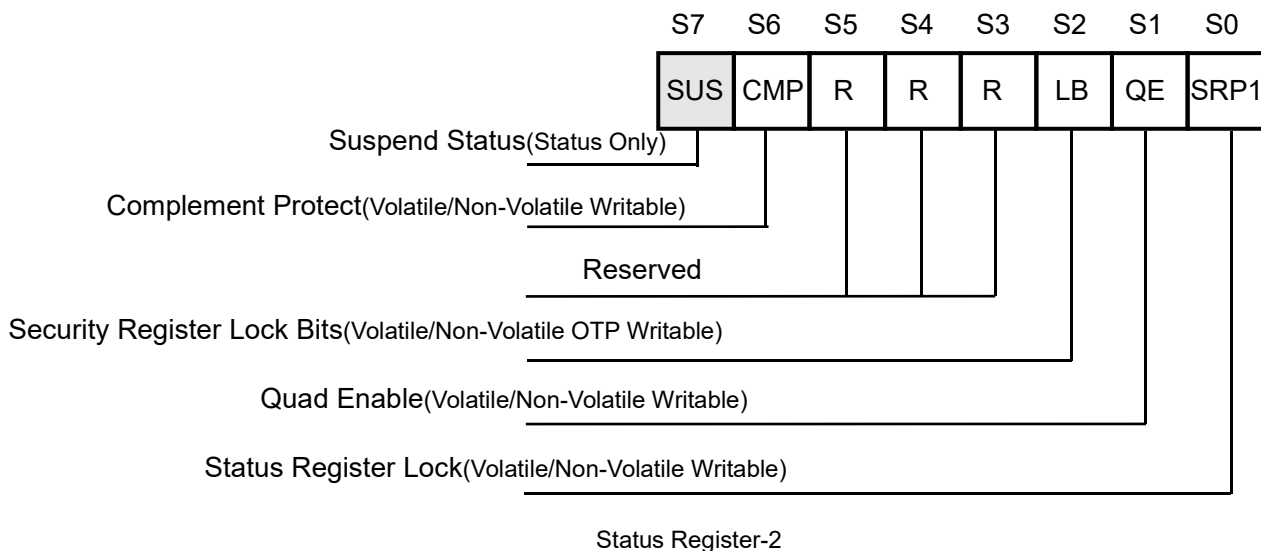 S7 S6 S5 S4 S3 S2 S1 S0
SUS CMP R R R LB QE SRP1
Suspend Status(Status Only)
Complement Protect(Volatile/Non-Volatile Writable)
Reserved
Security Register Lock Bits(Volatile/Non-Volatile OTP Writable)
Quad Enable(Volatile/Non-Volatile Writable)
Status Register Lock(Volatile/Non-Volatile Writable)
Status Register-2